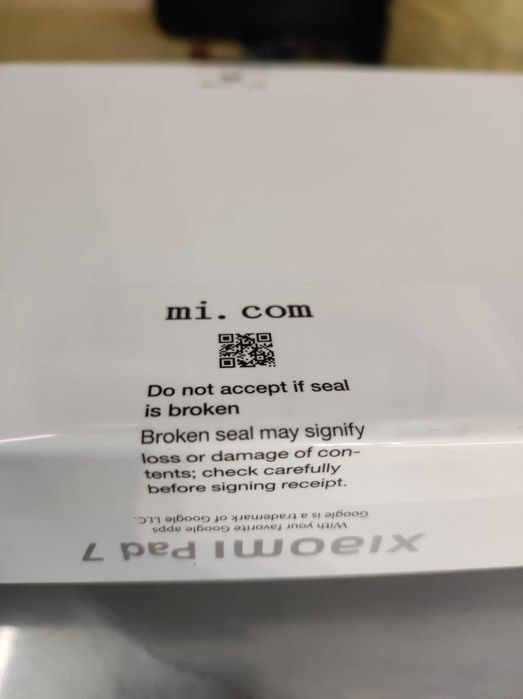 mi.com
Do not accept if seal
is broken
Broken seal may signify
loss or damage of con-
tents; check carefully
before signing receipt.
Xiaomi Pad 7
With your favorite Google apps
Google is a trademark of Google LLC.